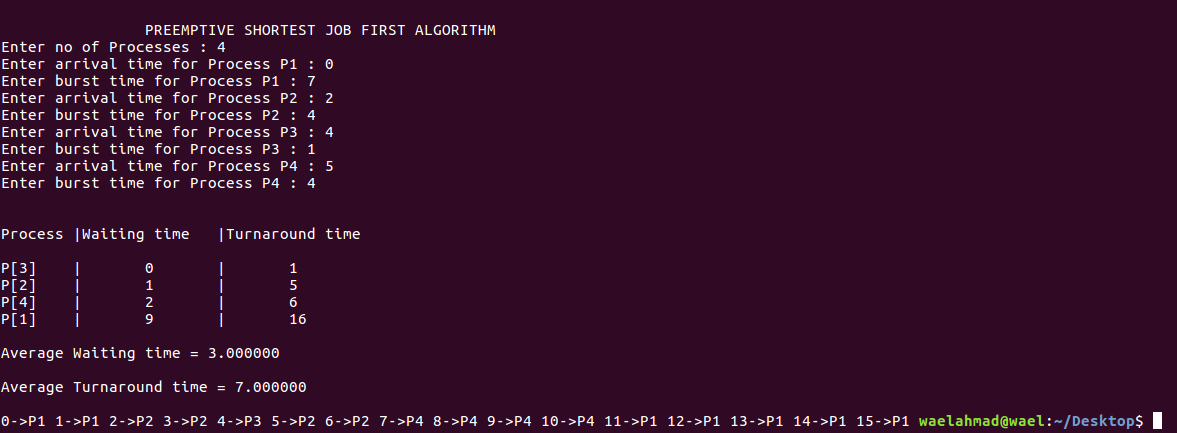 PREEMPTIVE SHORTEST JOB FIRST ALGORITHM
Enter no of Processes : 4
Enter arrival time for Process P1 : 0
Enter burst time for Process P1 : 7
Enter arrival time for Process P2 : 2
Enter burst time for Process P2 : 4
Enter arrival time for Process P3 : 4
Enter burst time for Process P3 : 1
Enter arrival time for Process P4 : 5
Enter burst time for Process P4 : 4
Process |Waiting time |Turnaround time
P[3] | 0 | 1
P[2] | 1 | 5
P[4] | 2 | 6
P[1] | 9 | 16
Average Waiting time = 3.000000
Average Turnaround time = 7.000000
0->P1 1->P1 2->P2 3->P2 4->P3 5->P2 6->P2 7->P4 8->P4 9->P4 10->P4 11->P1 12->P1 13->P1 14->P1 15->P1 waelahmad@wael:~/Desktop$